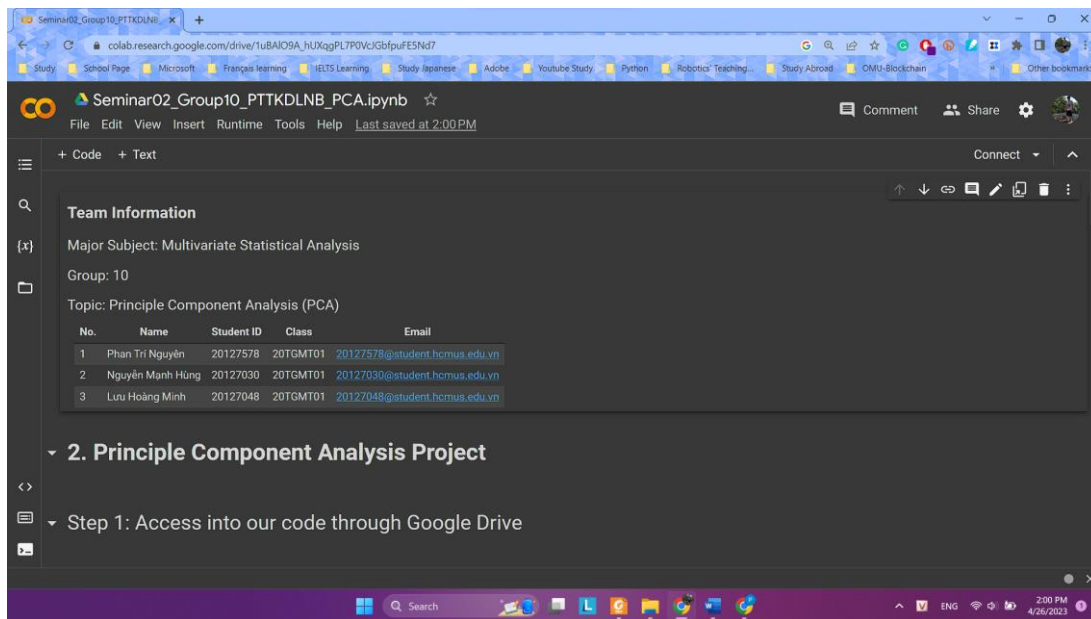 Seminar02_Group10_PTTKDLNB_
colab.research.google.com/drive/1uBAIO9A_hUXqgPL7P0VcJGbfpuFE5Nd7
Study School Page Microsoft Français learning IELTS Learning Study Japanese Adobe Youtube Study Python Robotics' Teaching... Study Abroad OMU-Blockchain Other bookmarks
Seminar02_Group10_PTTKDLNB_PCA.ipynb
Comment Share
File Edit View Insert Runtime Tools Help Last saved at 2:00 PM
+ Code + Text Connect
Team Information
Major Subject: Multivariate Statistical Analysis
Group: 10
Topic: Principle Component Analysis (PCA)
No. Name Student ID Class Email
1 Phan Trí Nguyên 20127578 20TGMT01 20127578@student.hcmus.edu.vn
2 Nguyễn Mạnh Hùng 20127030 20TGMT01 20127030@student.hcmus.edu.vn
3 Lưu Hoàng Minh 20127048 20TGMT01 20127048@student.hcmus.edu.vn
2. Principle Component Analysis Project
Step 1: Access into our code through Google Drive
Search
ENG
2:00 PM
4/26/2023